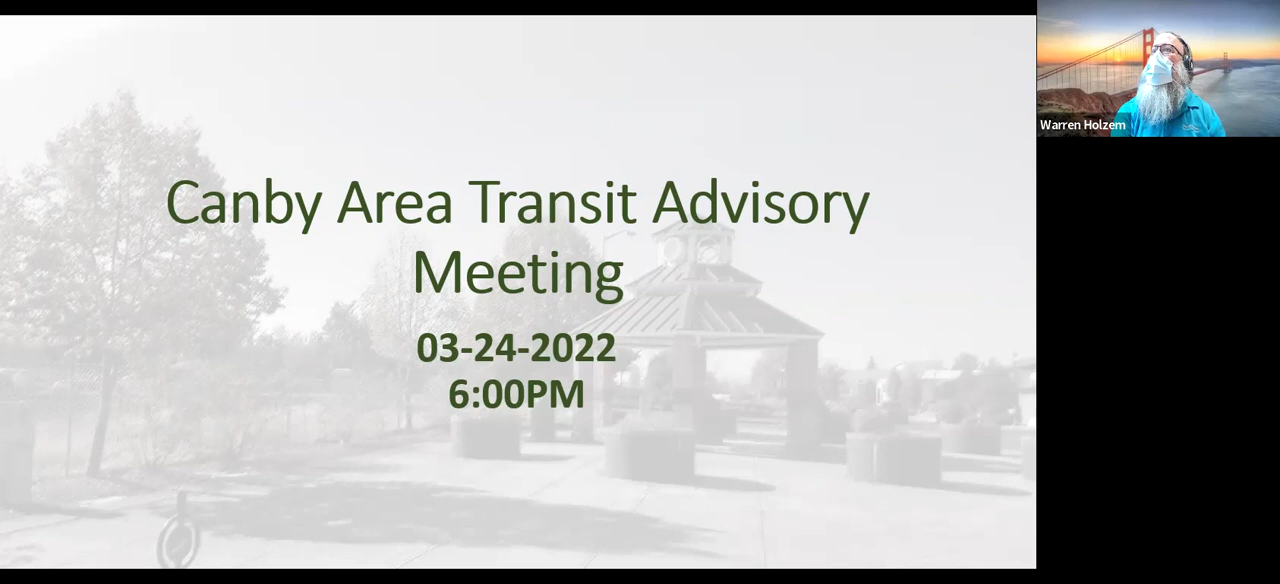 Canby Area Transit Advisory
Meeting
03-24-2022
6:00PM
Warren Holzem